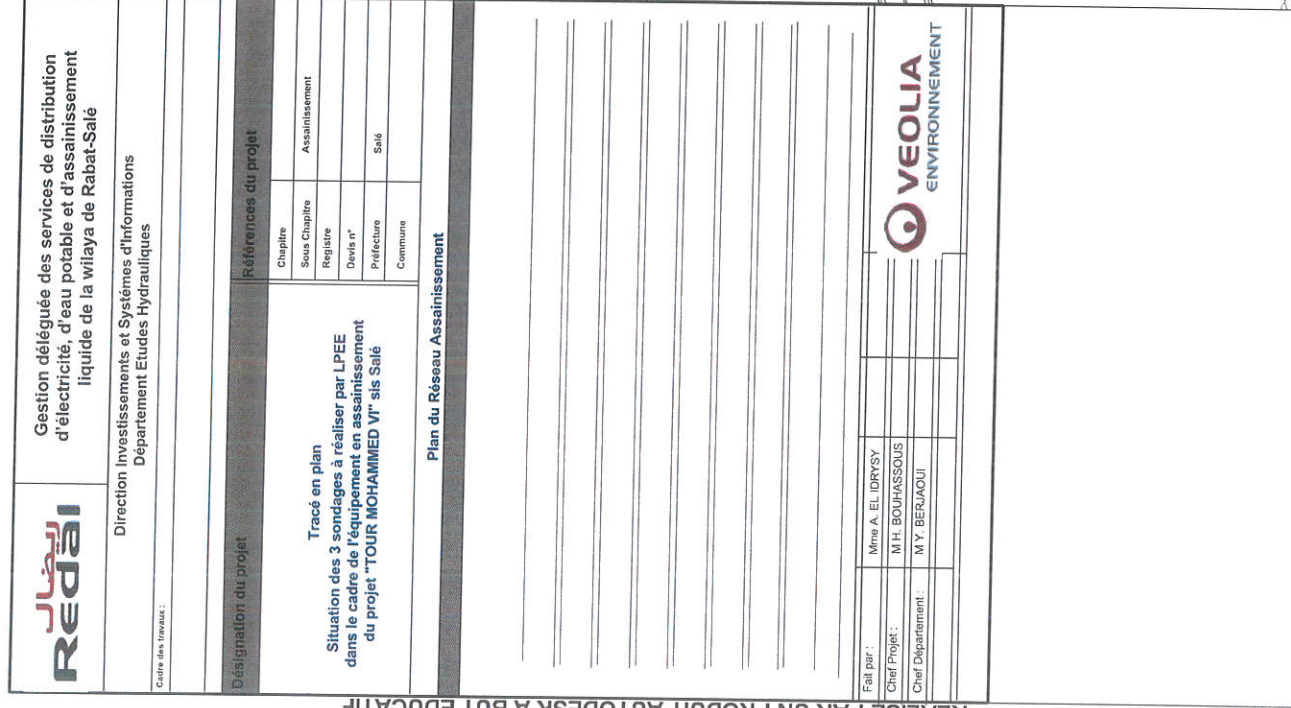 ريضال
Redal
Gestion déléguée des services de distribution
d'électricité, d'eau potable et d'assainissement
liquide de la wilaya de Rabat-Salé
Direction Investissements et Systémes d'Informations
Département Etudes Hydrauliques
Cadre des travaux :
Désignation du projet
Références du projet
Tracé en plan
Situation des 3 sondages à réaliser par LPEE
dans le cadre de l'équipement en assainissement
du projet "TOUR MOHAMMED VI" sis Salé
Chapitre
Sous Chapitre Assainissement
Registre
Devis n°
Préfecture Salé
Commune
Plan du Réseau Assainissement
Fait par : Mme A. EL IDRYSY
Chef Projet : M H. BOUHASSOUS
Chef Département : M Y. BERJAOUI
VEOLIA
ENVIRONNEMENT